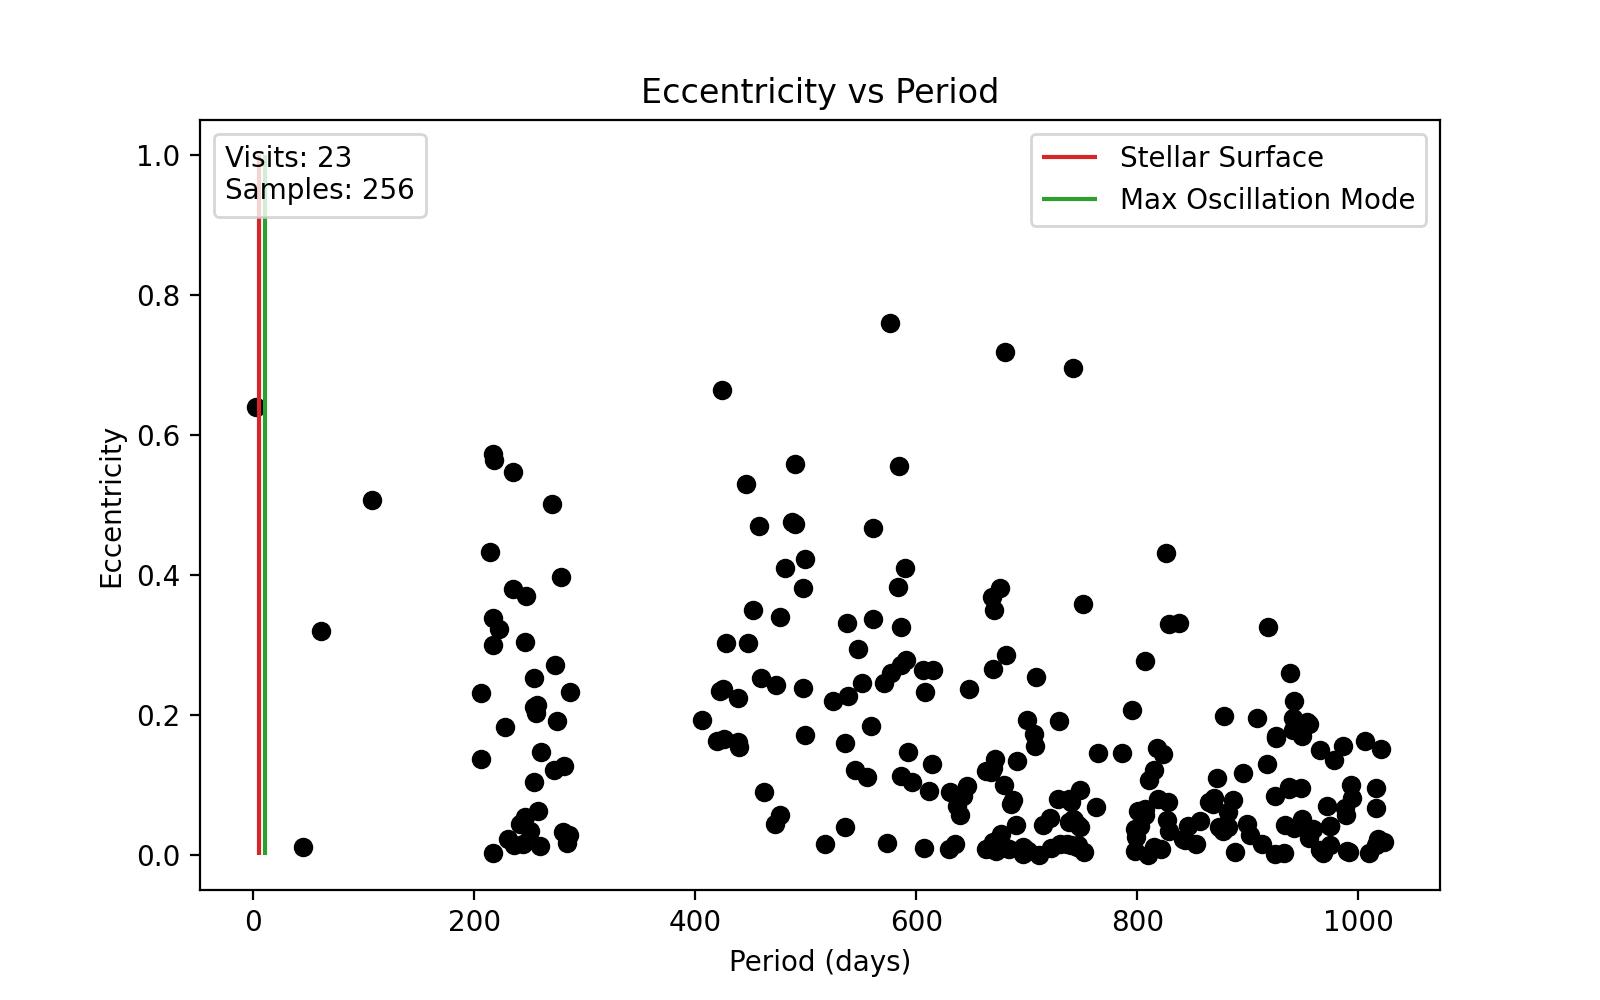 Eccentricity vs Period
Visits: 23
Samples: 256
Stellar Surface
Max Oscillation Mode
1.0
0.8
0.6
0.4
0.2
0.0
Eccentricity
0
200
400
600
800
1000
Period (days)